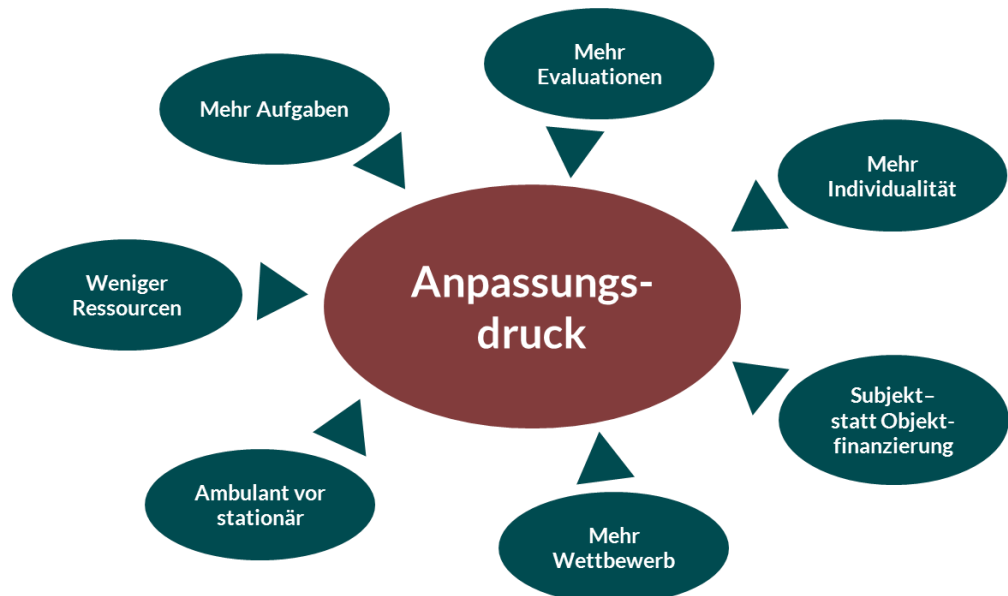 Mehr
Evaluationen
Mehr Aufgaben
Mehr
Individualität
Weniger
Ressourcen
Anpassungs-
druck
Subjekt–
statt Objekt-
finanzierung
Ambulant vor
stationär
Mehr
Wettbewerb